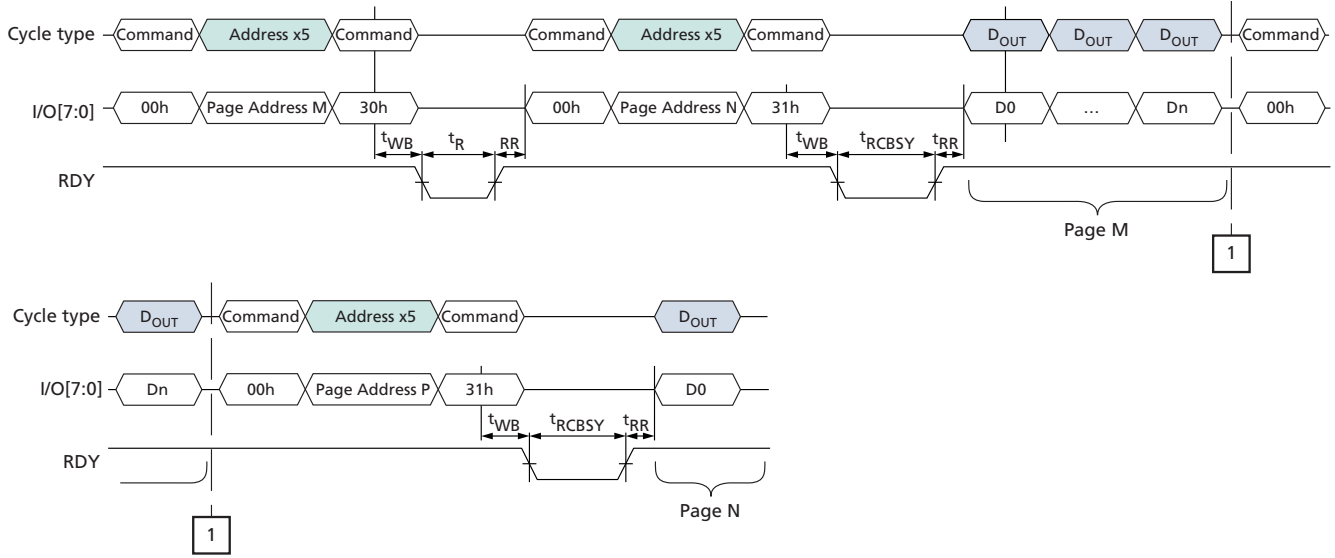 Cycle type Command Address x5 Command Command Address x5 Command DOUT DOUT DOUT Command
I/O[7:0] 00h Page Address M 30h 00h Page Address N 31h D0 ... Dn 00h
tWB tR RR tWB tRCBSY tRR
RDY
Page M
1
Cycle type DOUT Command Address x5 Command DOUT
I/O[7:0] Dn 00h Page Address P 31h D0
tWB tRCBSY tRR
RDY
Page N
1